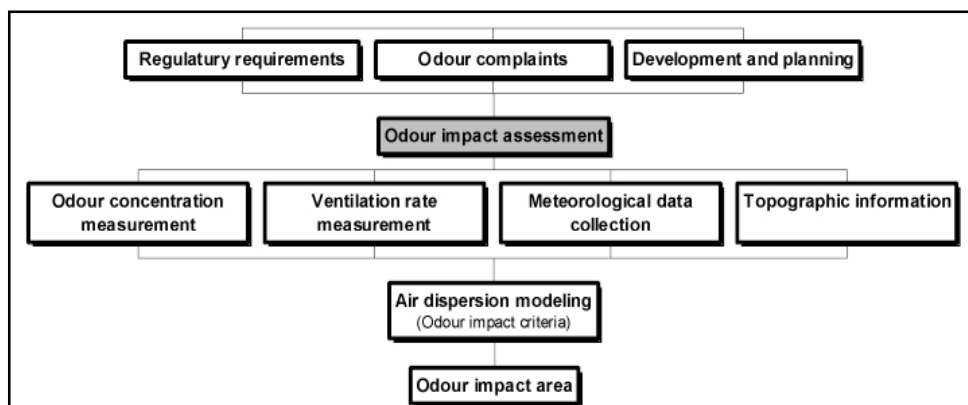 Regulatury requirements
Odour complaints
Development and planning
Odour impact assessment
Odour concentration
measurement
Ventilation rate
measurement
Meteorological data
collection
Topographic information
Air dispersion modeling
(Odour impact criteria)
Odour impact area